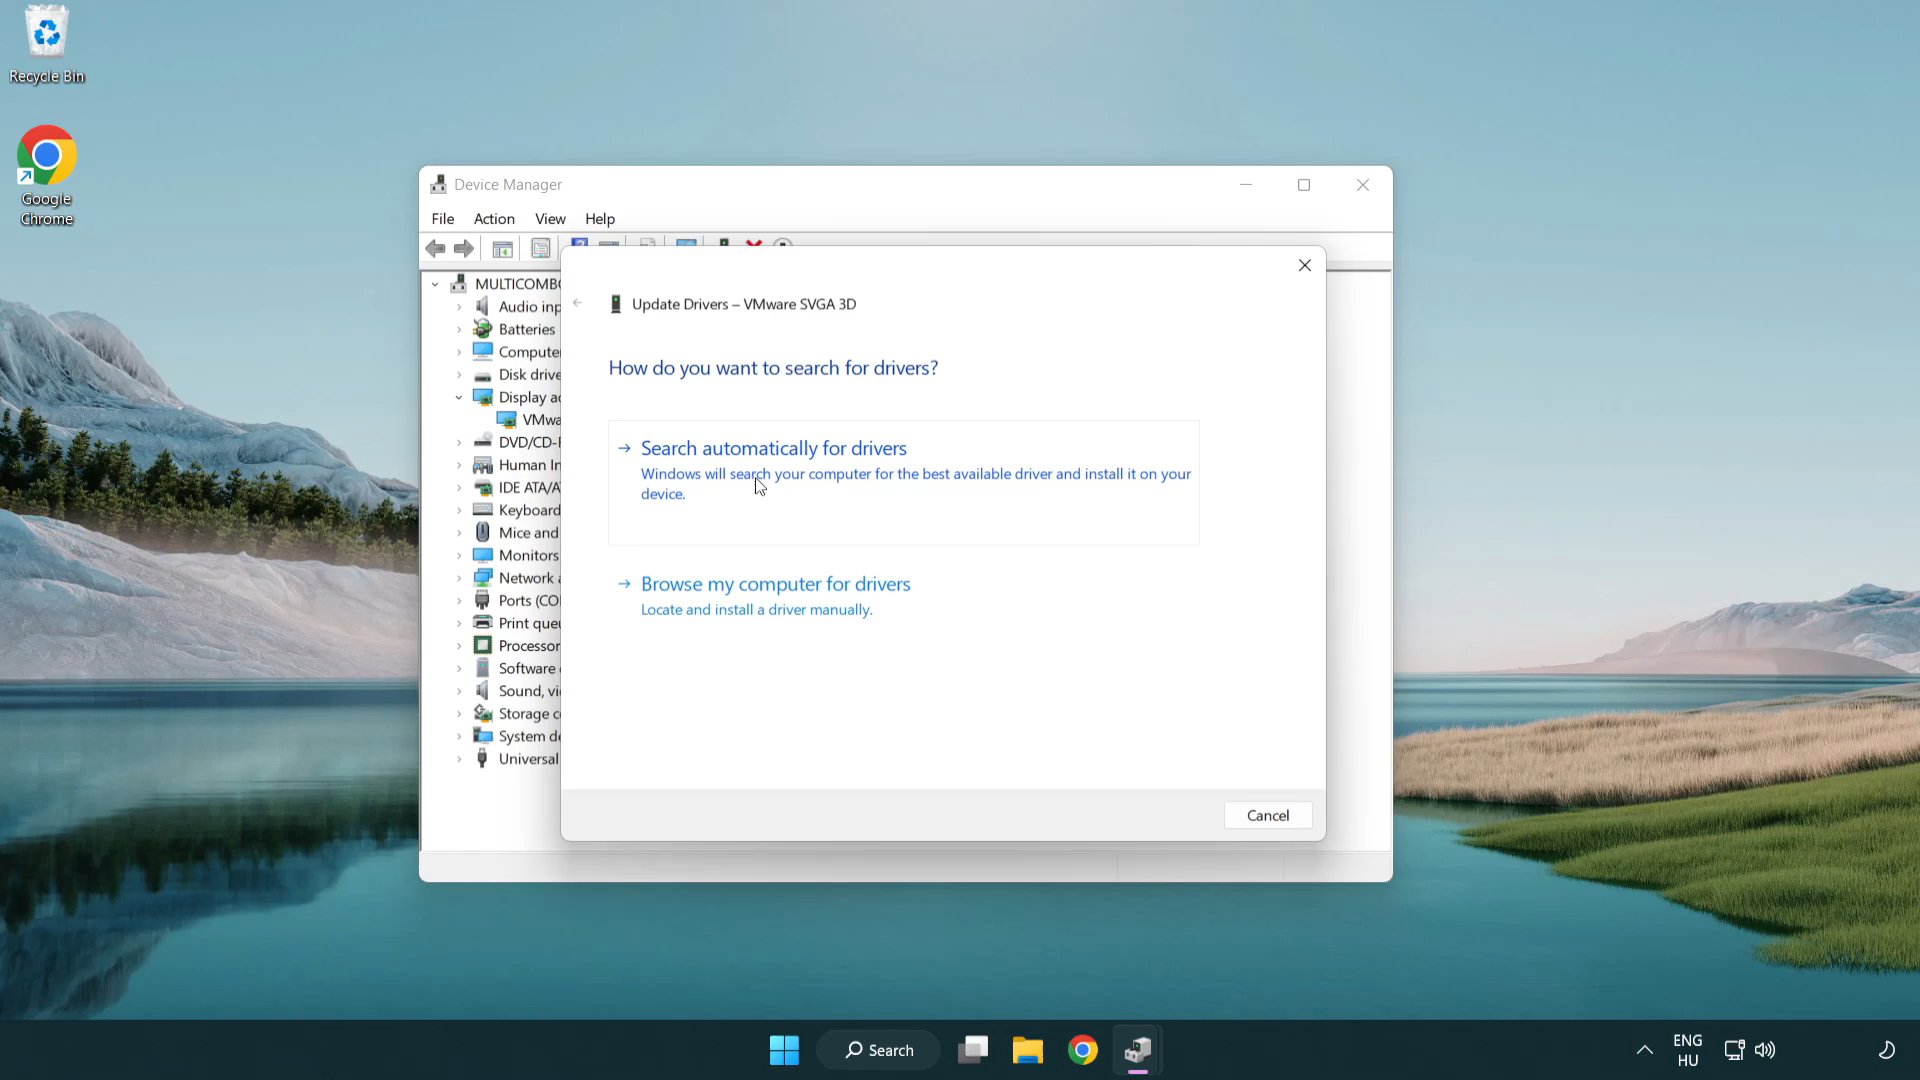 Recycle Bin
Google
Chrome
Device Manager
File Action View Help
MULTICOMBO
Audio inp
Batteries
Compute
Disk drive
Display a
VMwa
DVD/CD-
Human In
IDE ATA/A
Keyboard
Mice and
Monitors
Network a
Ports (CO
Print que
Processor
Software
Sound, vi
Storage c
System de
Universal
Update Drivers – VMware SVGA 3D
How do you want to search for drivers?
Search automatically for drivers
Windows will search your computer for the best available driver and install it on your
device.
Browse my computer for drivers
Locate and install a driver manually.
Cancel
Search
ENG
HU